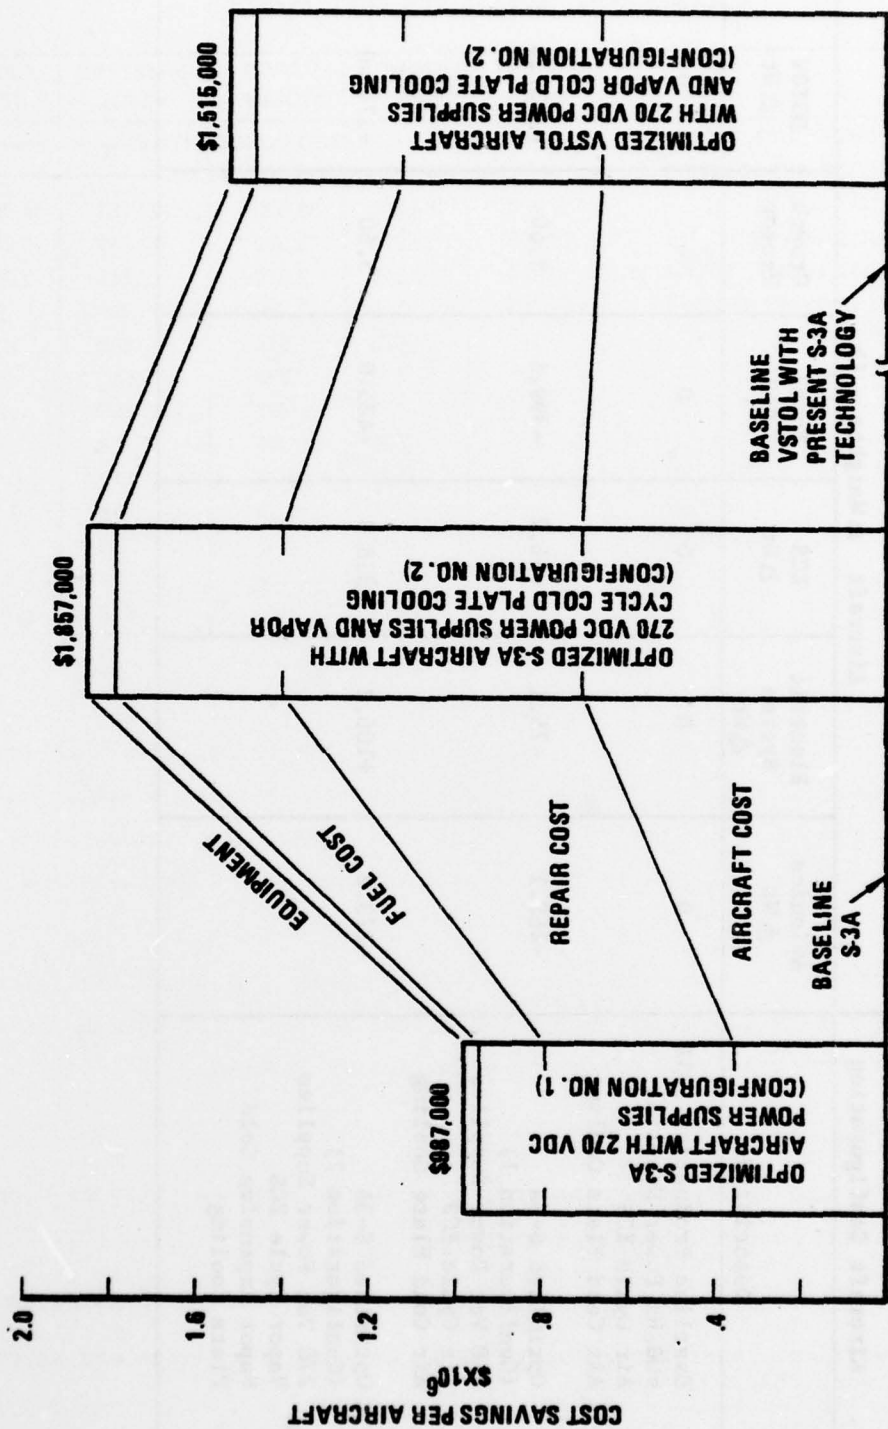 COST SAVINGS PER AIRCRAFT
$X10⁶
2.0
1.6
1.2
.8
.4
$987,000
OPTIMIZED S-3A
AIRCRAFT WITH 270 VDC
POWER SUPPLIES
(CONFIGURATION NO. 1)
EQUIPMENT
FUEL COST
REPAIR COST
AIRCRAFT COST
BASELINE
S-3A
$1,857,000
OPTIMIZED S-3A AIRCRAFT WITH
270 VDC POWER SUPPLIES AND VAPOR
CYCLE COLD PLATE COOLING
(CONFIGURATION NO. 2)
BASELINE
VSTOL WITH
PRESENT S-3A
TECHNOLOGY
$1,515,000
OPTIMIZED VSTOL AIRCRAFT
WITH 270 VDC POWER SUPPLIES
AND VAPOR COLD PLATE COOLING
(CONFIGURATION NO. 2)